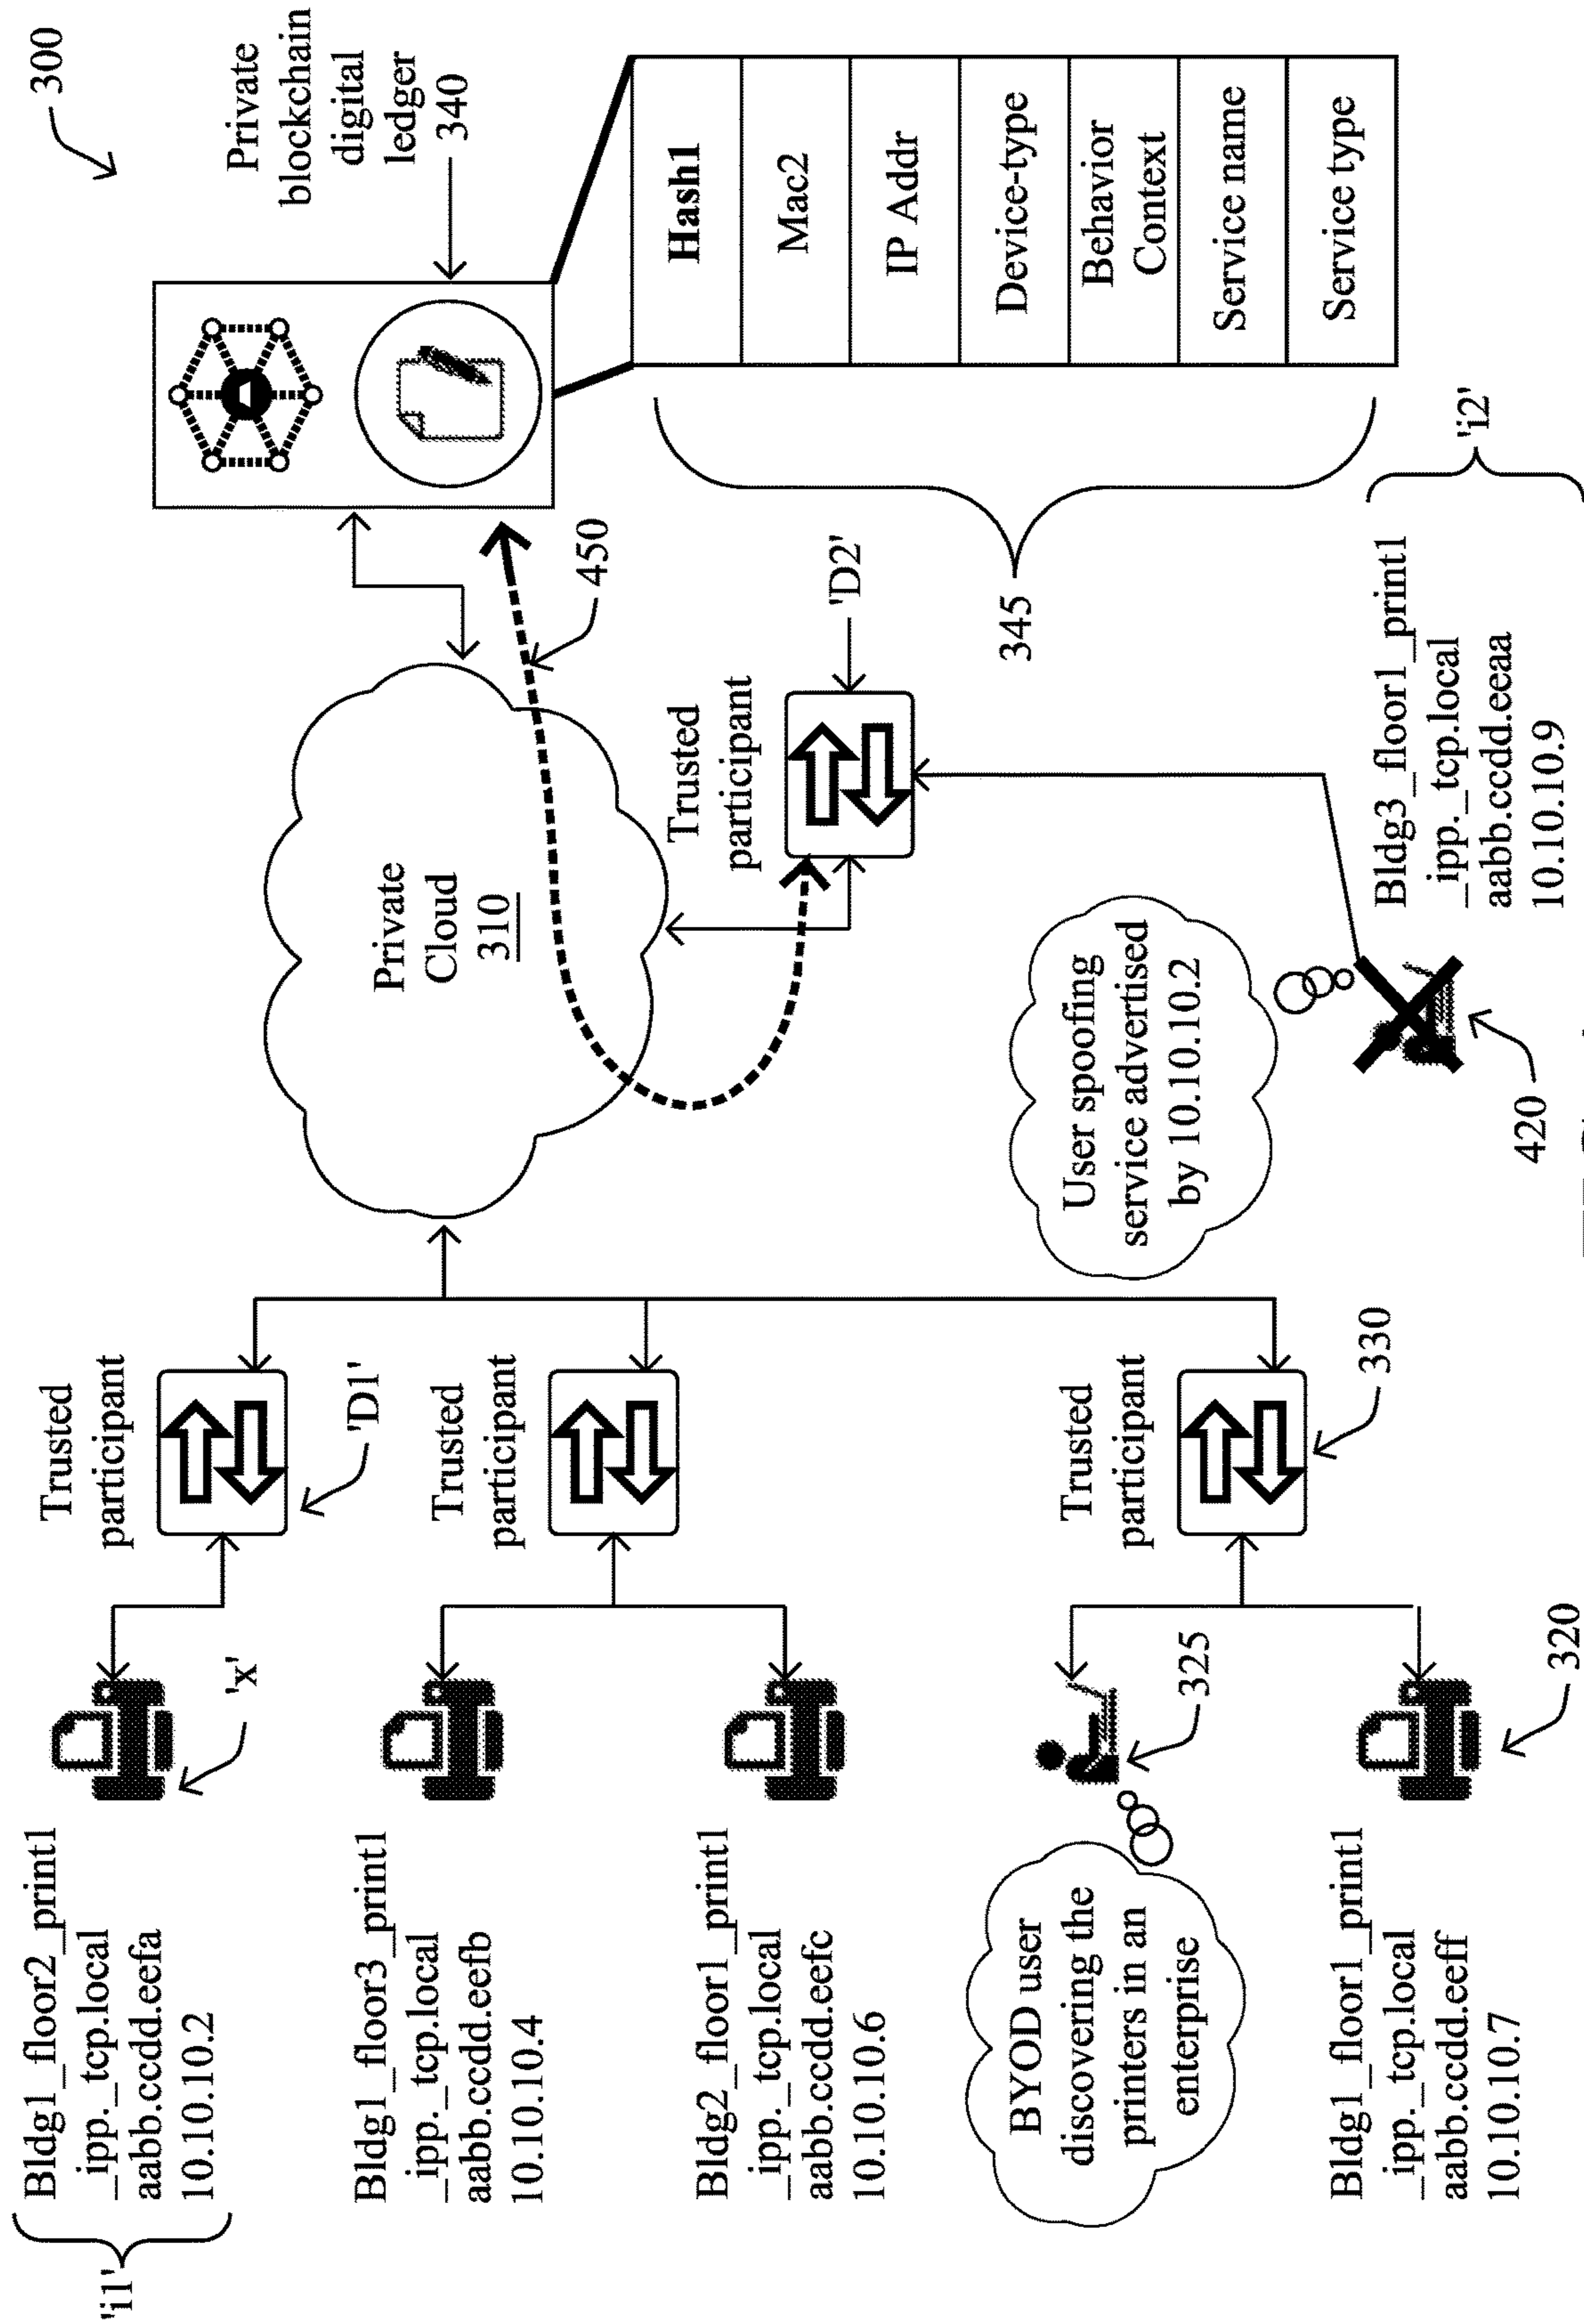 300
Private
blockchain
digital
ledger
340
Hash1
Mac2
IP Addr
Device-type
Behavior
Context
Service name
Service type
345
450
Private
Cloud
310
Trusted
participant
'D2'
'i1'
Bldg1_floor2_print1
_ipp._tcp.local
aabb.ccdd.eefa
10.10.10.2
'x'
Trusted
participant
'D1'
Bldg1_floor3_print1
_ipp._tcp.local
aabb.ccdd.eefb
10.10.10.4
Trusted
participant
Bldg2_floor1_print1
_ipp._tcp.local
aabb.ccdd.eefc
10.10.10.6
BYOD user
discovering the
printers in an
enterprise
325
Trusted
participant
330
Bldg1_floor1_print1
_ipp._tcp.local
aabb.ccdd.eeff
10.10.10.7
320
User spoofing
service advertised
by 10.10.10.2
420
Bldg3_floor1_print1
_ipp._tcp.local
aabb.ccdd.eeaa
10.10.10.9
'i2'